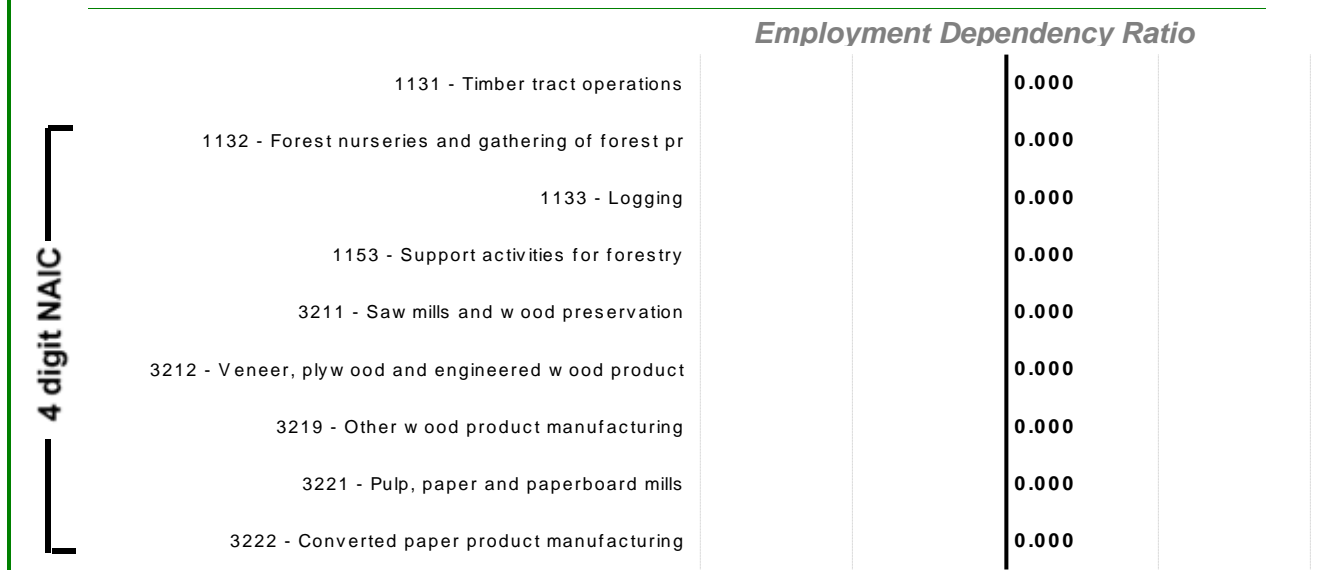 Employment Dependency Ratio
1131 - Timber tract operations 0.000
1132 - Forest nurseries and gathering of forest pr 0.000
1133 - Logging 0.000
1153 - Support activities for forestry 0.000
3211 - Saw mills and wood preservation 0.000
3212 - Veneer, plywood and engineered wood product 0.000
3219 - Other wood product manufacturing 0.000
3221 - Pulp, paper and paperboard mills 0.000
3222 - Converted paper product manufacturing 0.000
4 digit NAIC